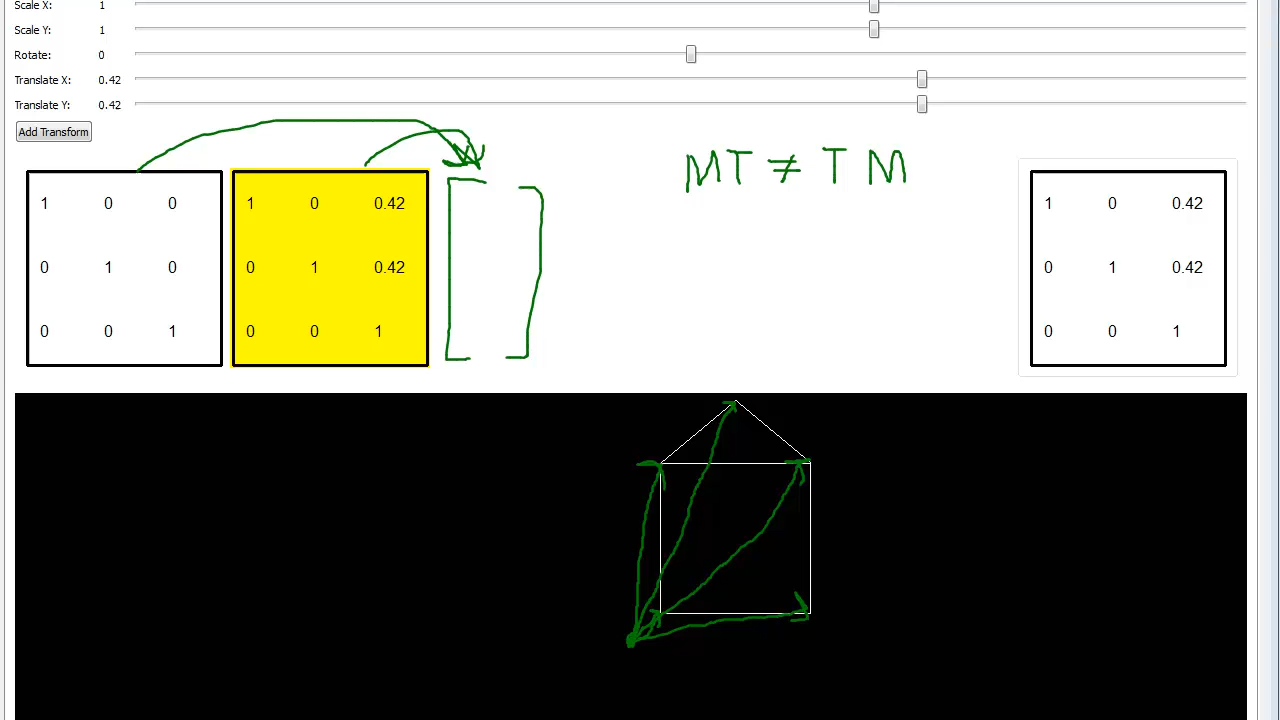 Scale X: 1
Scale Y: 1
Rotate: 0
Translate X: 0.42
Translate Y: 0.42
Add Transform
MT ≠ T M
1 0 0 1 0 0.42 1 0 0.42
0 1 0 0 1 0.42 0 1 0.42
0 0 1 0 0 1 0 0 1